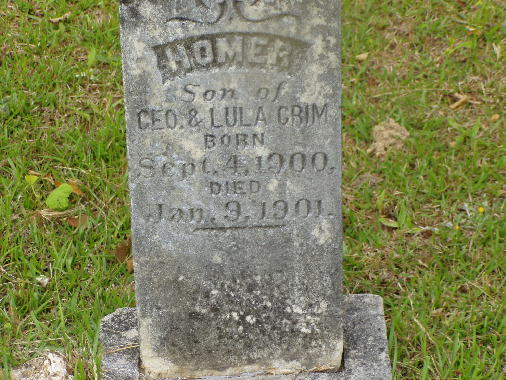 HOMER
Son of
GEO. & LULA GRIM
BORN
Sept. 4, 1900.
DIED
Jan. 9, 1901.